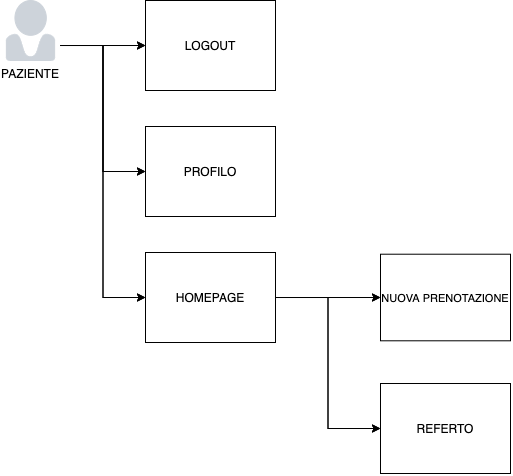 LOGOUT
PAZIENTE
PROFILO
HOMEPAGE
NUOVA PRENOTAZIONE
REFERTO